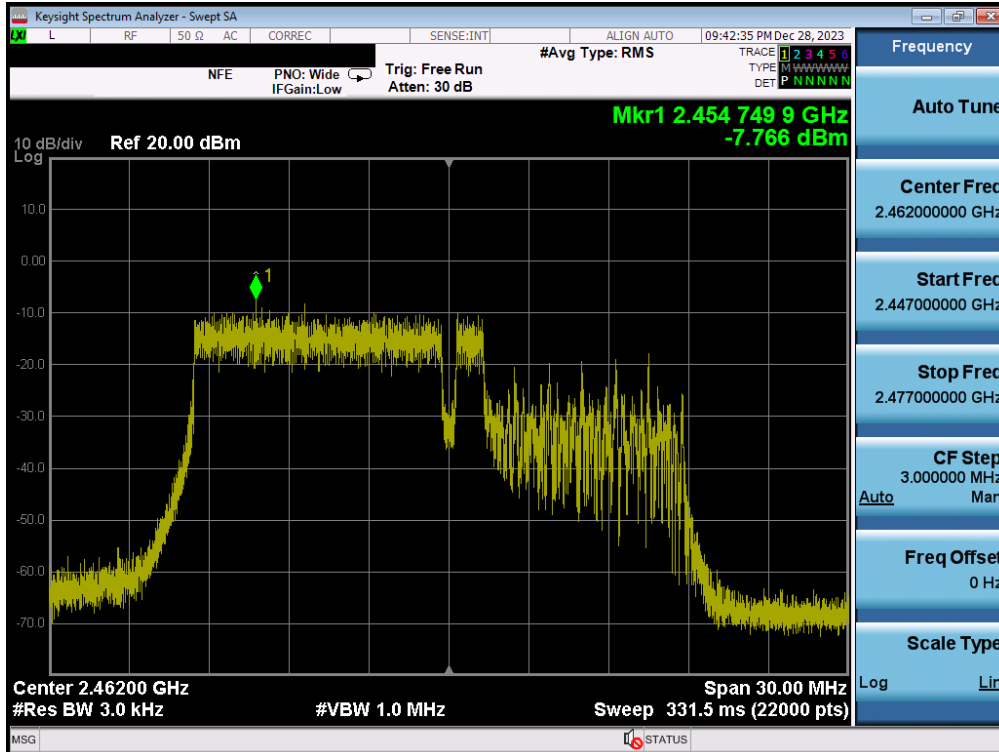 Keysight Spectrum Analyzer - Swept SA
LXI L RF 50 Ω AC CORREC SENSE:INT ALIGN AUTO 09:42:35 PM Dec 28, 2023
NFE PNO: Wide Trig: Free Run #Avg Type: RMS TRACE 1 2 3 4 5 6
IFGain:Low Atten: 30 dB TYPE M W W W W W
DET P N N N N N
Mkr1 2.454 749 9 GHz
-7.766 dBm
10 dB/div Ref 20.00 dBm
Log
1
10.0
0.00
-10.0
-20.0
-30.0
-40.0
-50.0
-60.0
-70.0
Center 2.46200 GHz Span 30.00 MHz
#Res BW 3.0 kHz #VBW 1.0 MHz Sweep 331.5 ms (22000 pts)
MSG STATUS
Frequency
Auto Tune
Center Freq
2.462000000 GHz
Start Freq
2.447000000 GHz
Stop Freq
2.477000000 GHz
CF Step
3.000000 MHz
Auto Man
Freq Offset
0 Hz
Scale Type
Log Lin